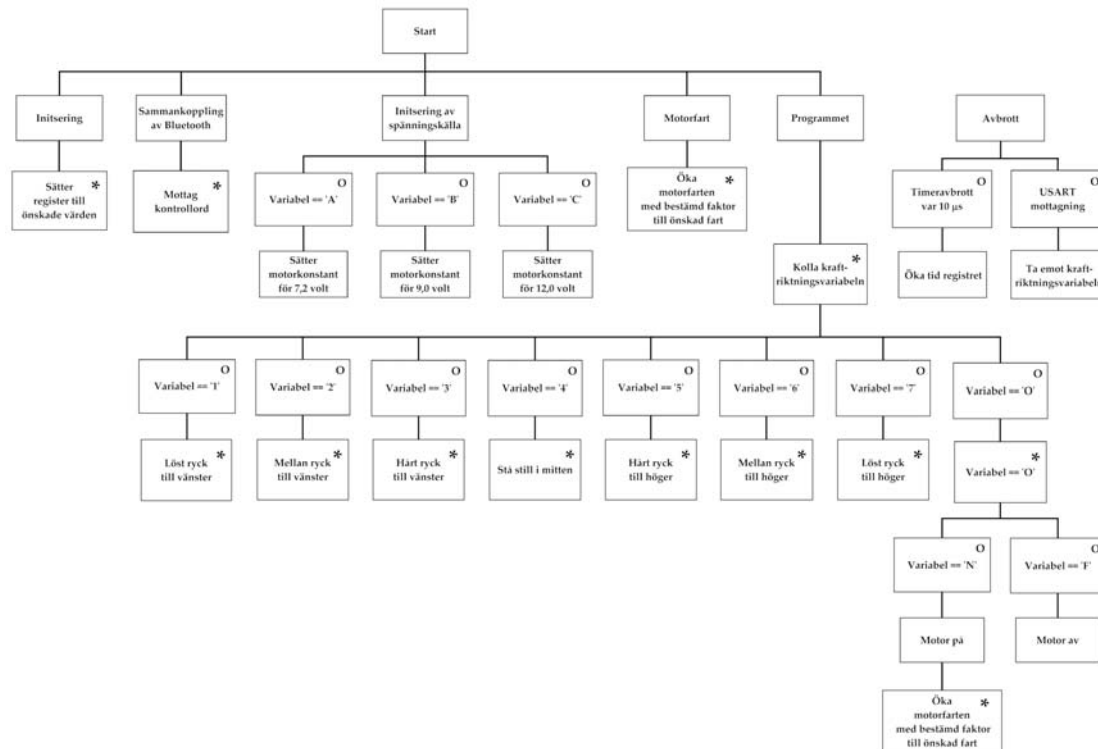 Start
Initsering
Sammankoppling
av Bluetooth
Initsering av
spänningskälla
Motorfart
Programmet
Avbrott
*
Sätter
register till
önskade värden
*
Mottag
kontrollord
O
Variabel == 'A'
O
Variabel == 'B'
O
Variabel == 'C'
Öka *
motorfarten
med bestämd faktor
till önskad fart
O
Timeravbrott
var 10 µs
O
USART
mottagning
Sätter
motorkonstant
för 7,2 volt
Sätter
motorkonstant
för 9,0 volt
Sätter
motorkonstant
för 12,0 volt
*
Kolla kraft-
riktningsvariabeln
Öka tid registret
Ta emot kraft-
riktningsvariabeln
O
Variabel == '1'
O
Variabel == '2'
O
Variabel == '3'
O
Variabel == '4'
O
Variabel == '5'
O
Variabel == '6'
O
Variabel == '7'
O
Variabel == 'O'
*
Löst ryck
till vänster
*
Mellan ryck
till vänster
*
Hårt ryck
till vänster
*
Stå still i mitten
*
Hårt ryck
till höger
*
Mellan ryck
till höger
*
Löst ryck
till höger
*
Variabel == 'O'
O
Variabel == 'N'
O
Variabel == 'F'
Motor på
Motor av
Öka *
motorfarten
med bestämd faktor
till önskad fart